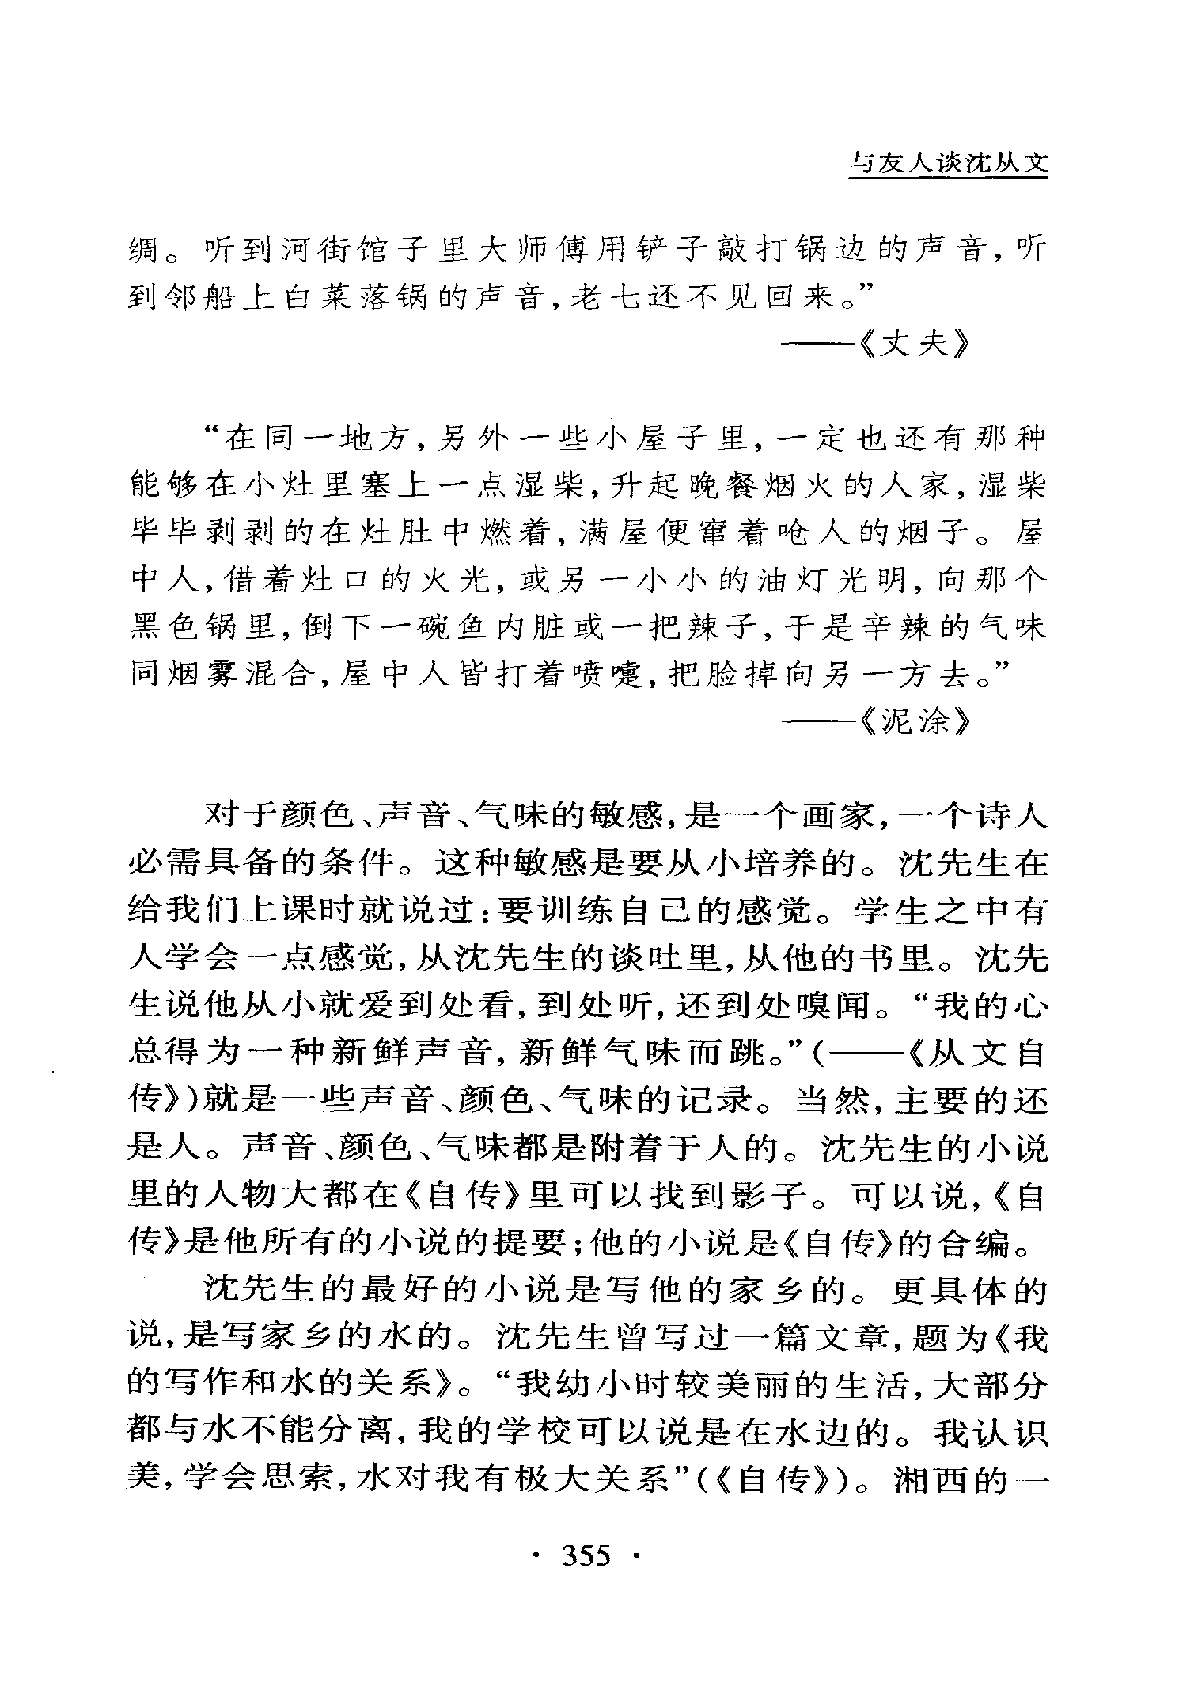 与友人谈沈从文
绸。听到河街馆子里大师傅用铲子敲打锅边的声音,听
到邻船上白菜落锅的声音,老七还不见回来。”
——《丈夫》
“在同一地方,另外一些小屋子里,一定也还有那种
能够在小灶里塞上一点湿柴,升起晚餐烟火的人家,湿柴
毕毕剥剥的在灶肚中燃着,满屋便窜着呛人的烟子。屋
中人,借着灶口的火光,或另一小小的油灯光明,向那个
黑色锅里,倒下一碗鱼内脏或一把辣子,于是辛辣的气味
同烟雾混合,屋中人皆打着喷嚏,把脸掉向另一方去。”
——《泥涂》
对于颜色、声音、气味的敏感,是一个画家,一个诗人
必需具备的条件。这种敏感是要从小培养的。沈先生在
给我们上课时就说过:要训练自己的感觉。学生之中有
人学会一点感觉,从沈先生的谈吐里,从他的书里。沈先
生说他从小就爱到处看,到处听,还到处嗅闻。“我的心
总得为一种新鲜声音,新鲜气味而跳。”(——《从文自
传》)就是一些声音、颜色、气味的记录。当然,主要的还
是人。声音、颜色、气味都是附着于人的。沈先生的小说
里的人物大都在《自传》里可以找到影子。可以说,《自
传》是他所有的小说的提要;他的小说是《自传》的合编。
沈先生的最好的小说是写他的家乡的。更具体的
说,是写家乡的水的。沈先生曾写过一篇文章,题为《我
的写作和水的关系》。“我幼小时较美丽的生活,大部分
都与水不能分离,我的学校可以说是在水边的。我认识
美,学会思索,水对我有极大关系”(《自传》)。湘西的一
· 355 ·